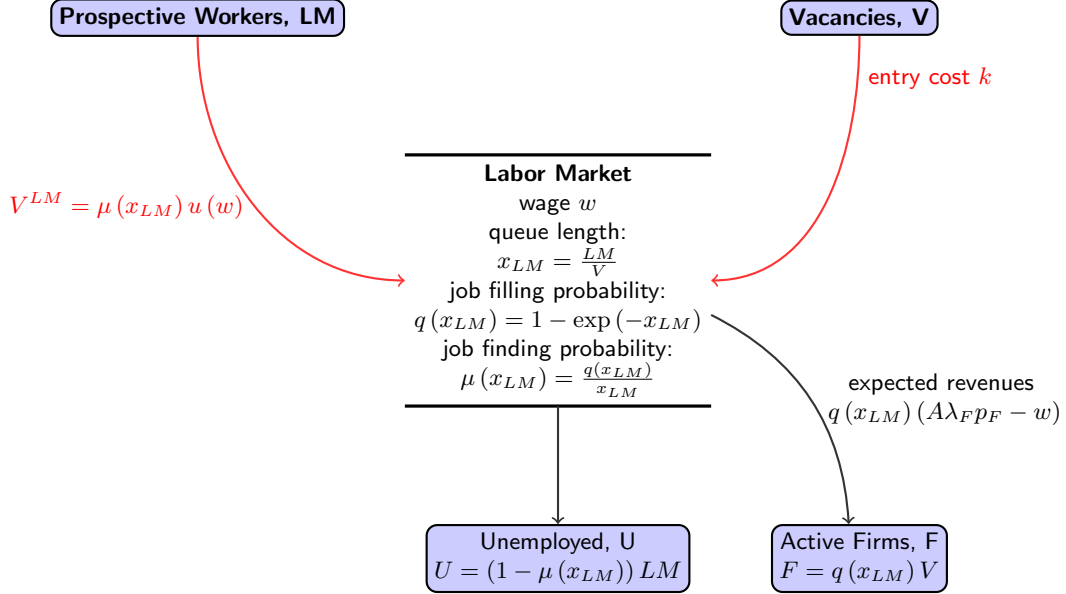 Prospective Workers, LM
Vacancies, V
entry cost k
V^{LM} = μ (x_{LM}) u (w)
Labor Market
wage w
queue length:
x_{LM} = \frac{LM}{V}
job filling probability:
q (x_{LM}) = 1 − exp (−x_{LM})
job finding probability:
μ (x_{LM}) = \frac{q(x_{LM})}{x_{LM}}
expected revenues
q (x_{LM}) (Aλ_F p_F − w)
Unemployed, U
U = (1 − μ (x_{LM})) LM
Active Firms, F
F = q (x_{LM}) V